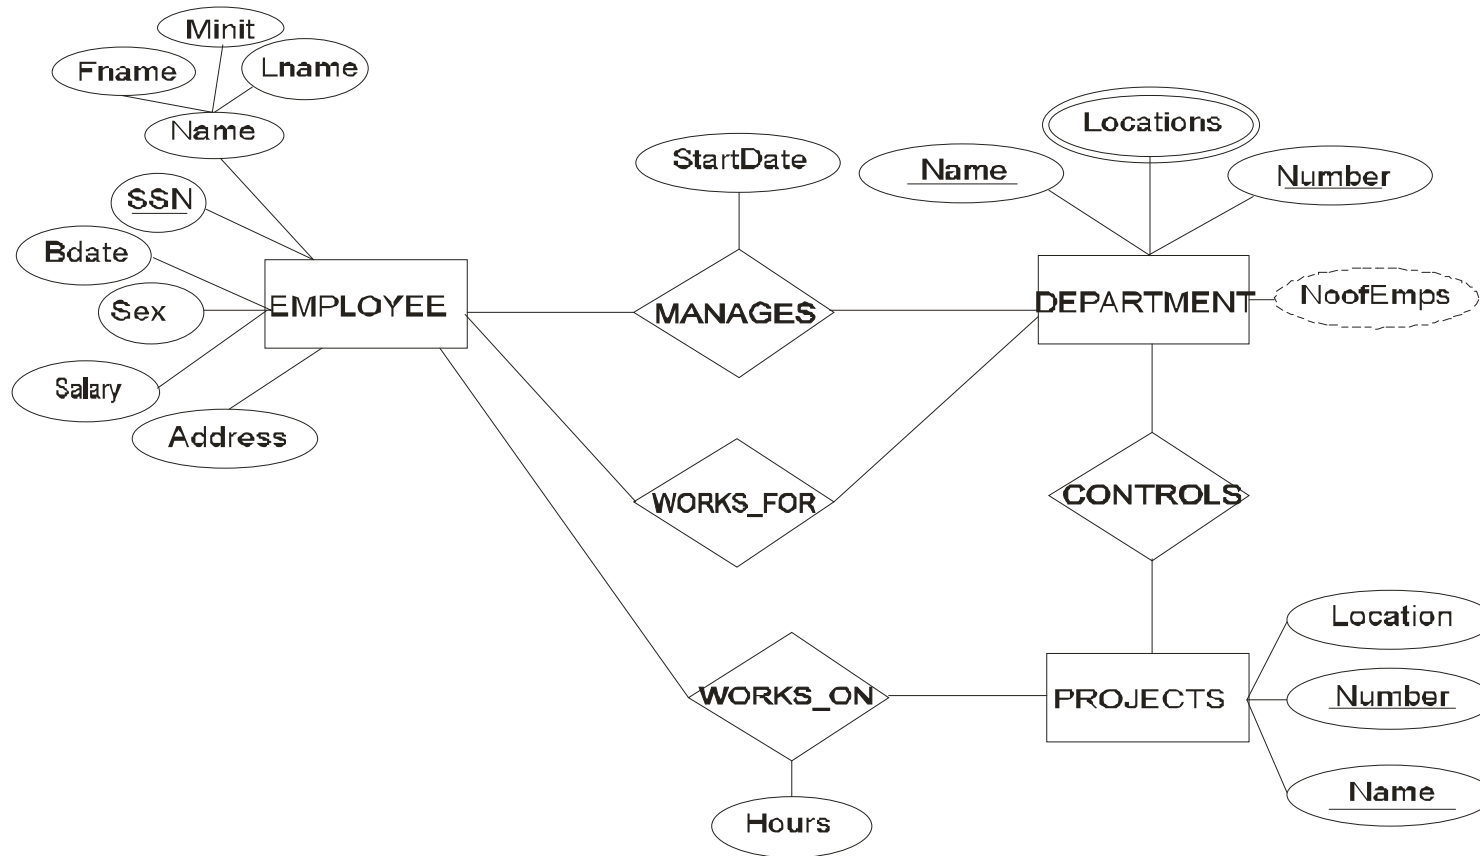 Minit
Fname
Lname
Name
StartDate
Locations
Name
Number
SSN
Bdate
Sex
EMPLOYEE
MANAGES
DEPARTMENT
NoofEmps
Salary
Address
WORKS_FOR
CONTROLS
Location
WORKS_ON
PROJECTS
Number
Name
Hours